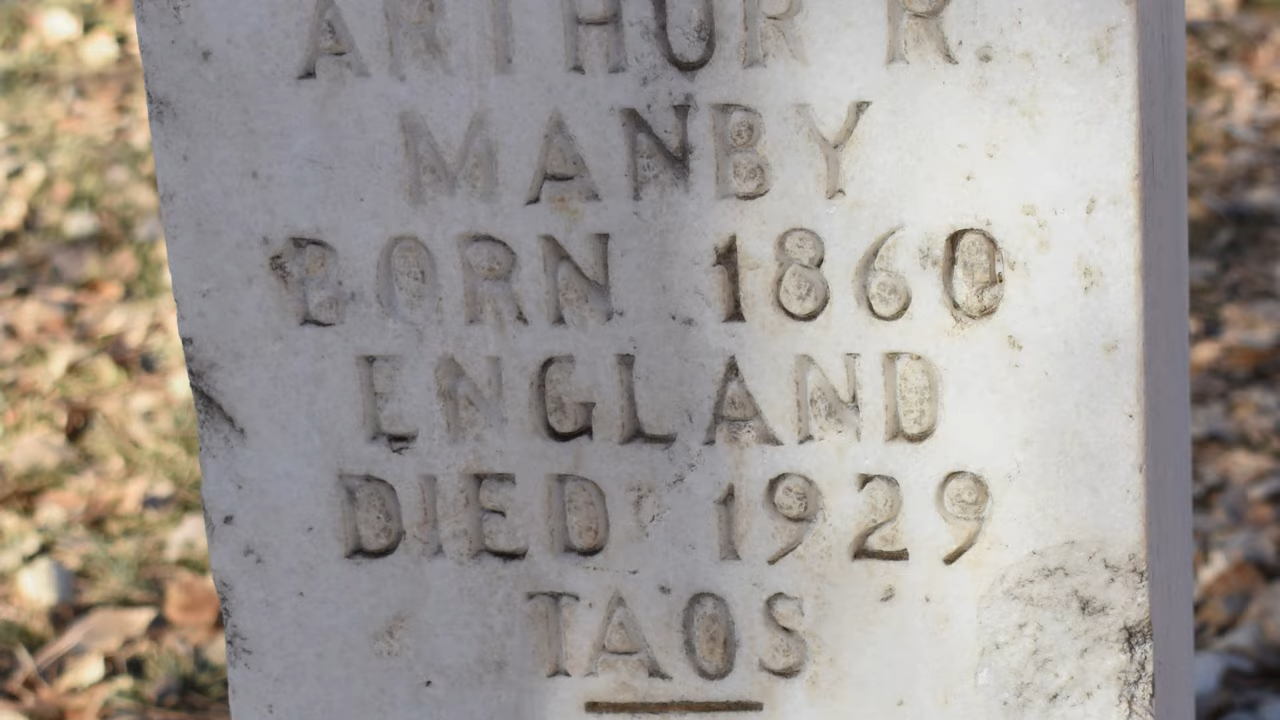 ARTHUR R.
MANBY
BORN 1860
ENGLAND
DIED 1929
TAOS